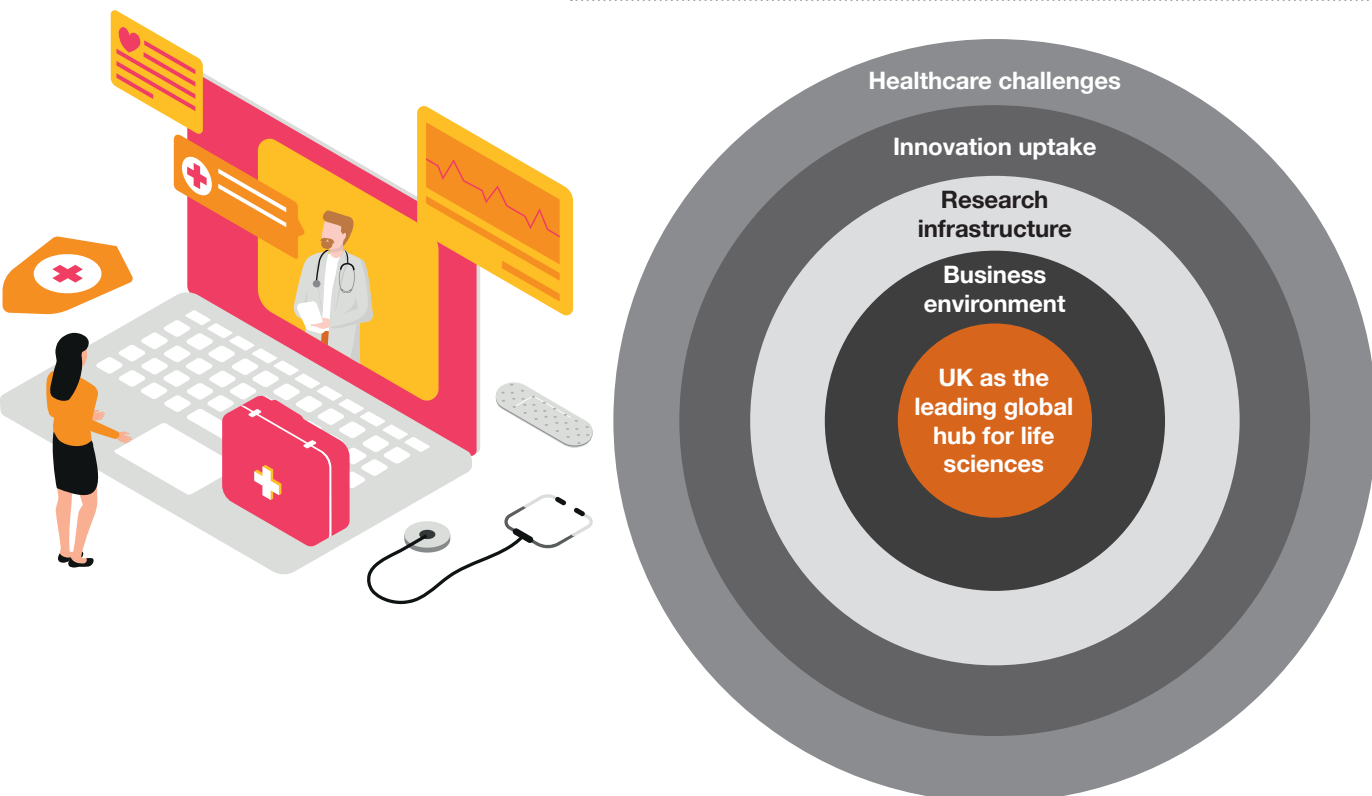 Healthcare challenges
Innovation uptake
Research
infrastructure
Business
environment
UK as the
leading global
hub for life
sciences